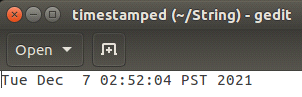 timestamped (~/String) - gedit
Open
Tue Dec  7 02:52:04 PST 2021